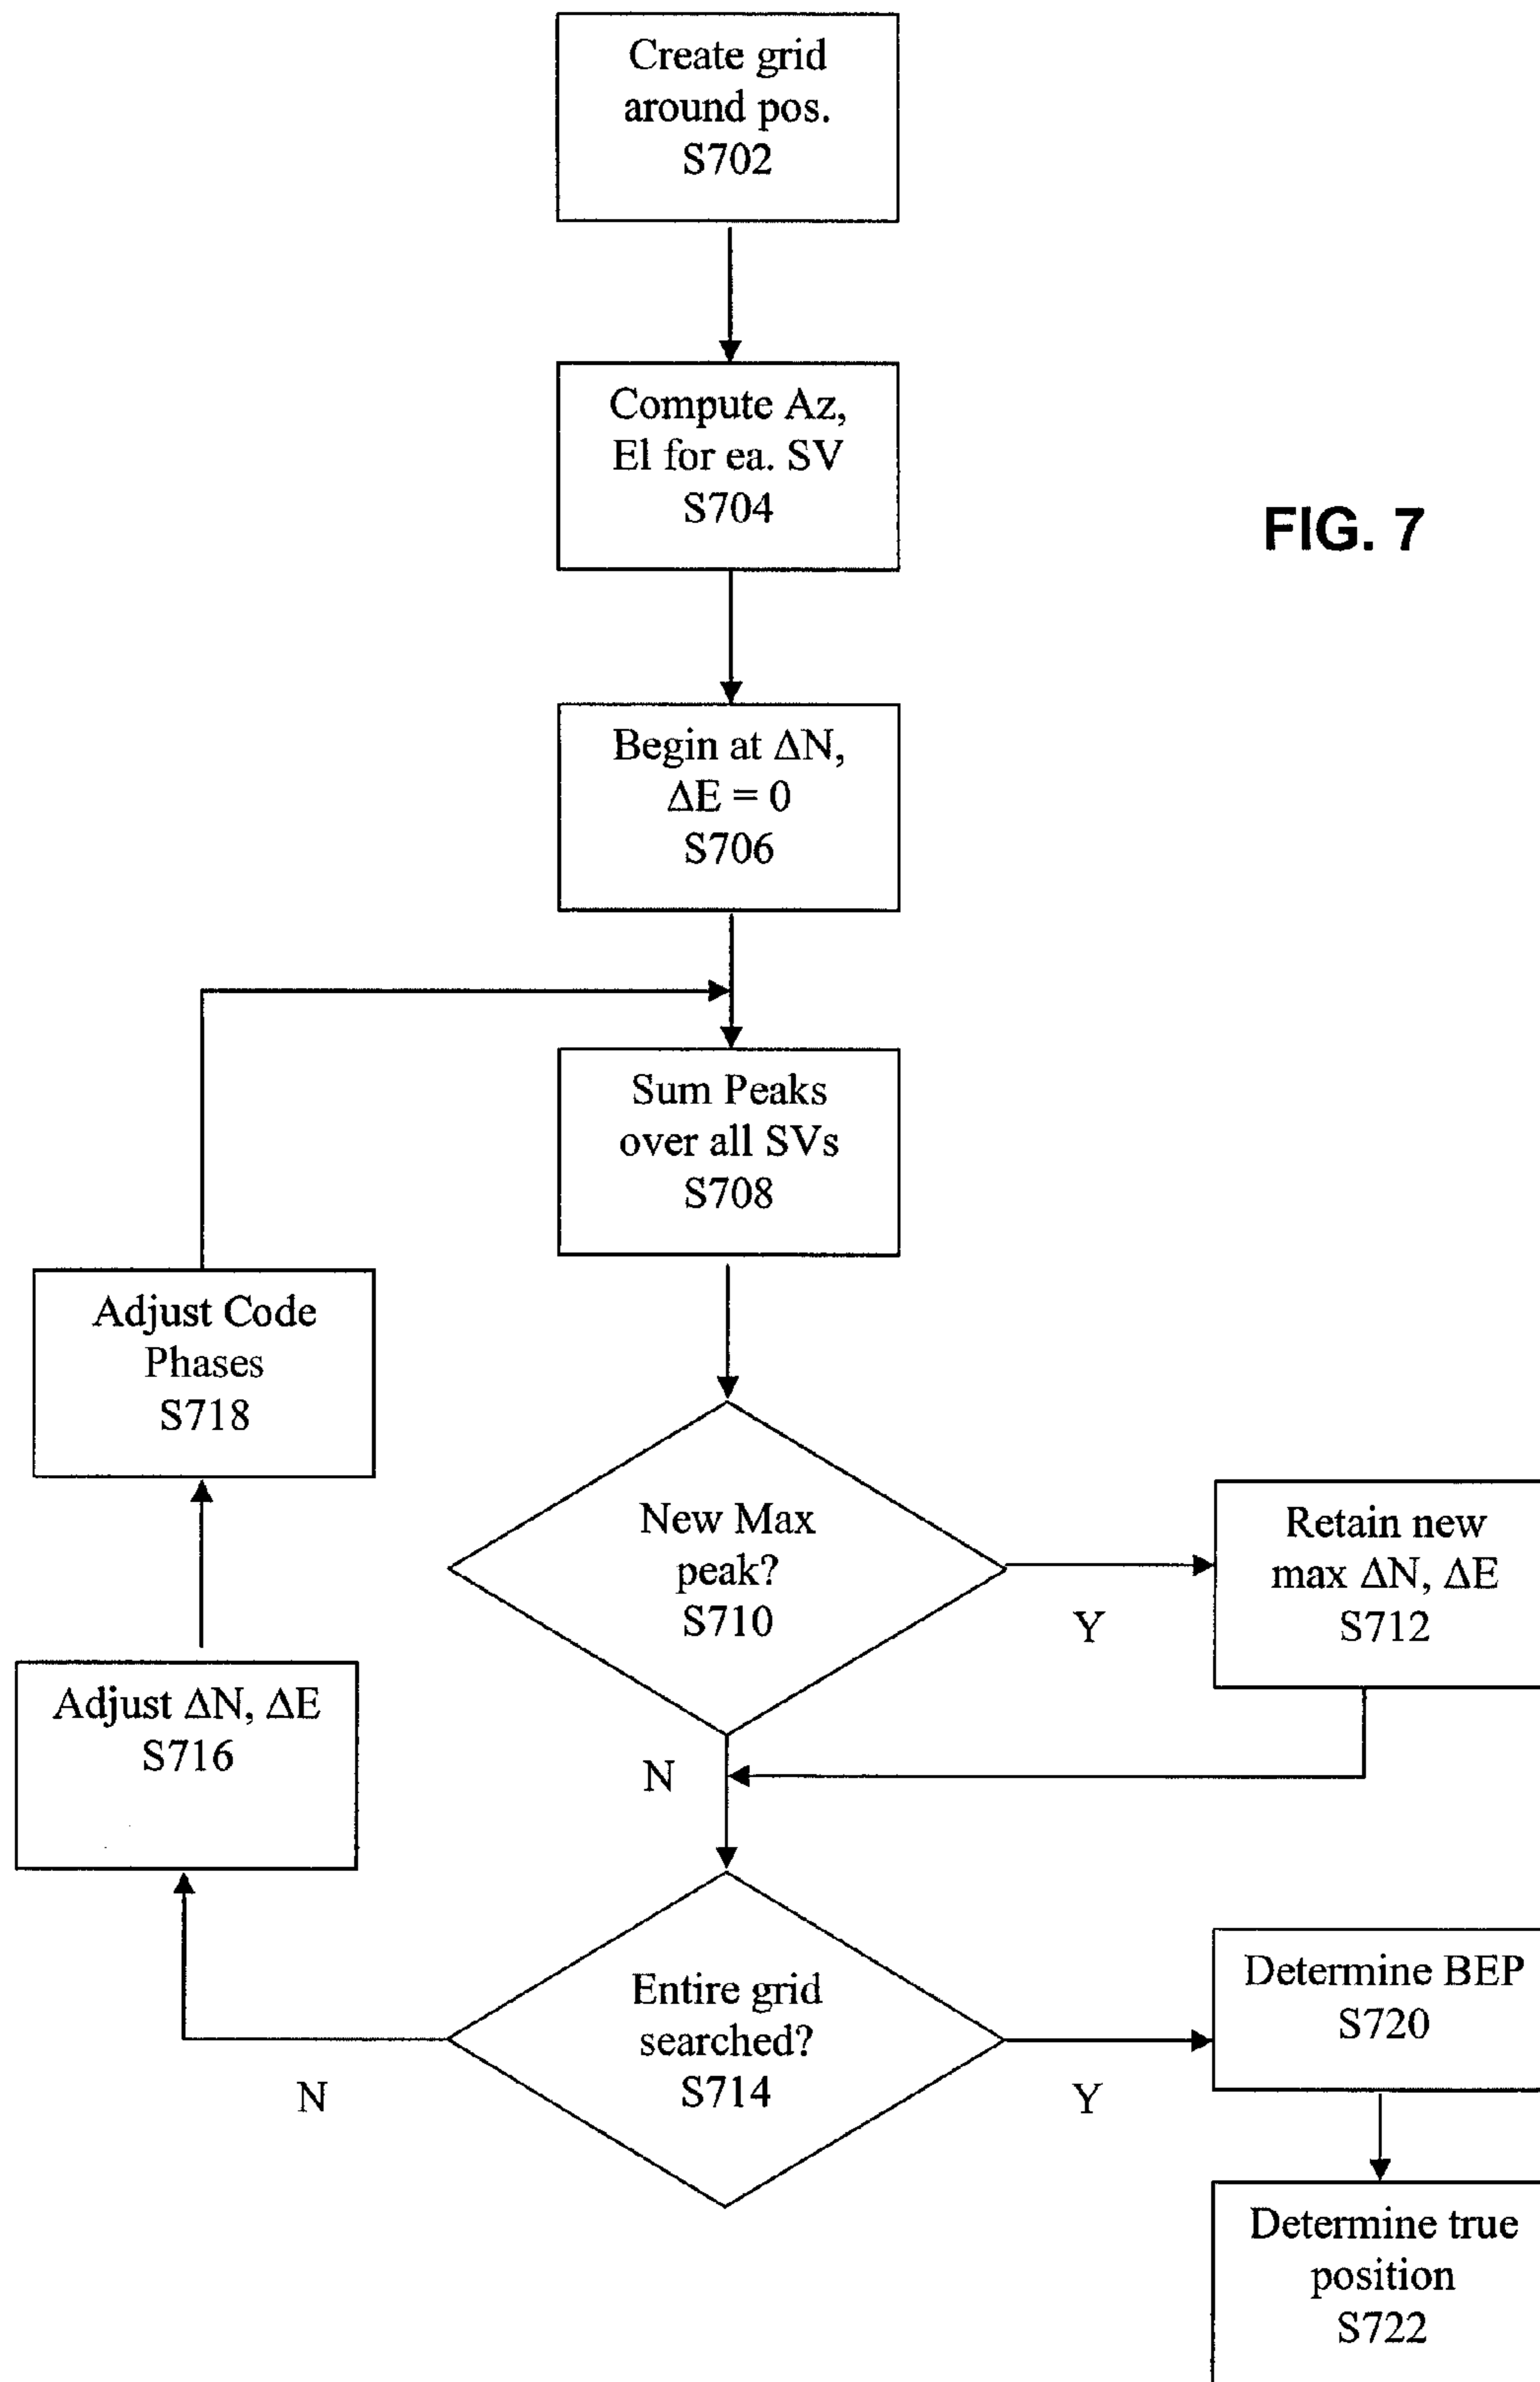 Create grid
around pos.
S702
Compute Az,
El for ea. SV
S704
FIG. 7
Begin at ΔN,
ΔE = 0
S706
Sum Peaks
over all SVs
S708
Adjust Code
Phases
S718
New Max
peak?
S710
Y
Retain new
max ΔN, ΔE
S712
Adjust ΔN, ΔE
S716
N
Entire grid
searched?
S714
N
Y
Determine BEP
S720
Determine true
position
S722